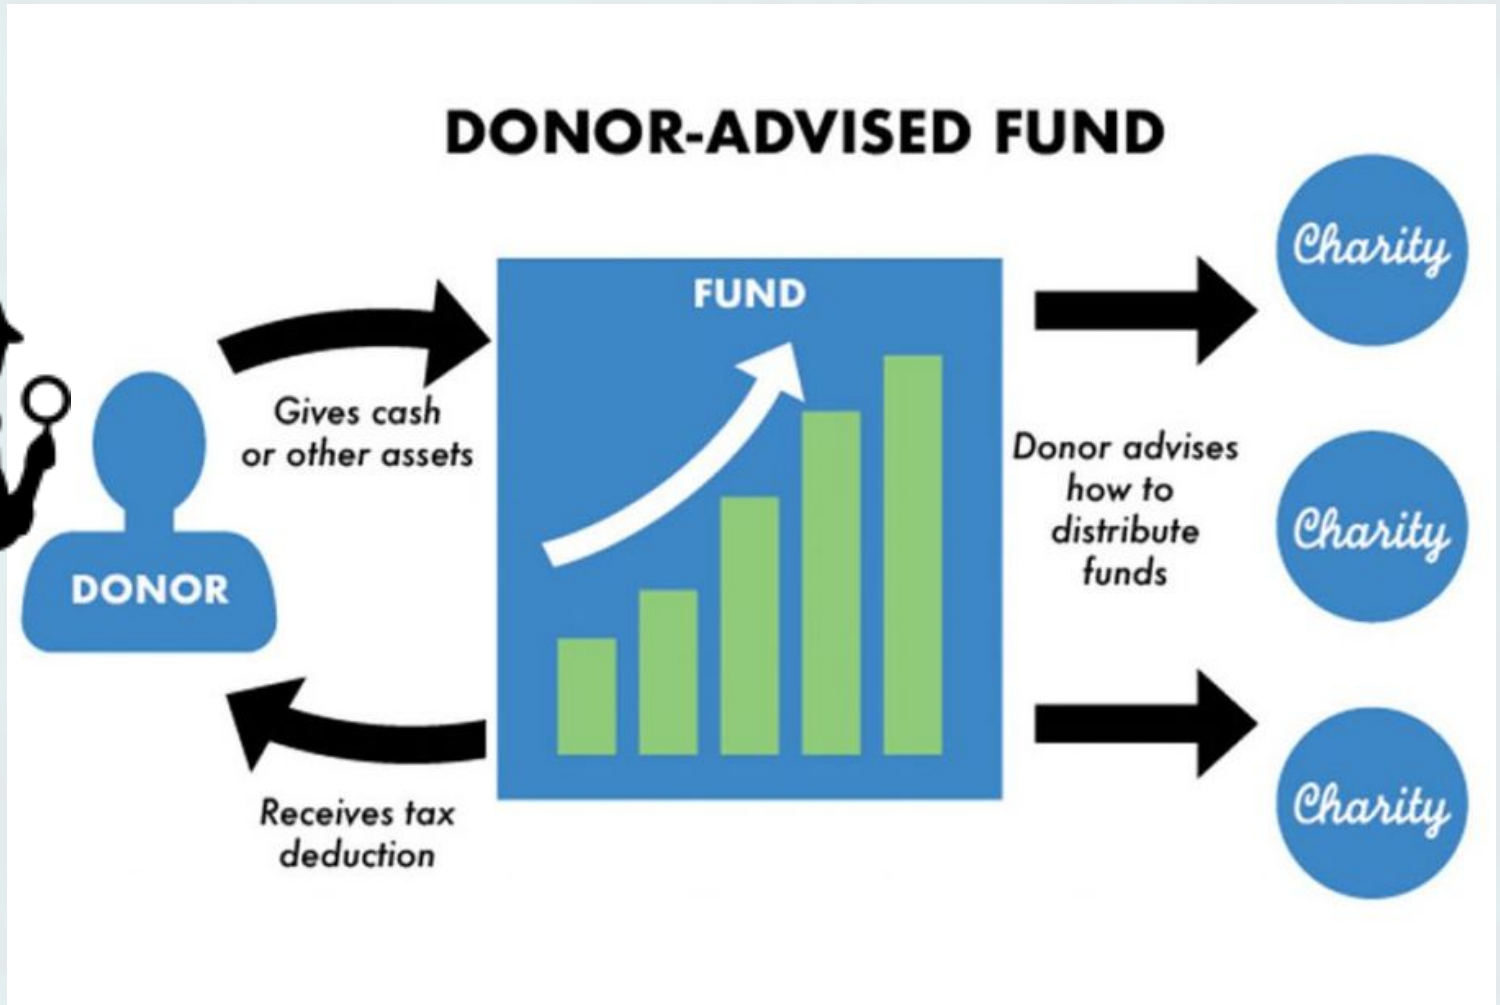 DONOR-ADVISED FUND
Gives cash
or other assets
DONOR
Receives tax
deduction
FUND
Donor advises
how to
distribute
funds
Charity
Charity
Charity